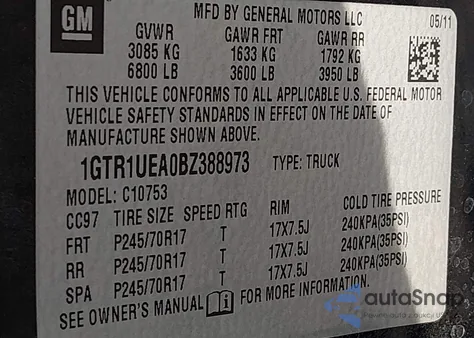 GM
MFD BY GENERAL MOTORS LLC 05/11
GVWR GAWR FRT GAWR RR
3085 KG 1633 KG 1792 KG
6800 LB 3600 LB 3950 LB
THIS VEHICLE CONFORMS TO ALL APPLICABLE U.S. FEDERAL MOTOR
VEHICLE SAFETY STANDARDS IN EFFECT ON THE DATE OF
MANUFACTURE SHOWN ABOVE.
1GTR1UEA0BZ388973 TYPE: TRUCK
MODEL: C10753
CC97 TIRE SIZE SPEED RTG RIM COLD TIRE PRESSURE
FRT P245/70R17 T 17X7.5J 240KPA(35PSI)
RR P245/70R17 T 17X7.5J 240KPA(35PSI)
SPA P245/70R17 T 17X7.5J 240KPA(35PSI)
SEE OWNER'S MANUAL FOR MORE INFORMATION.
autaSnap